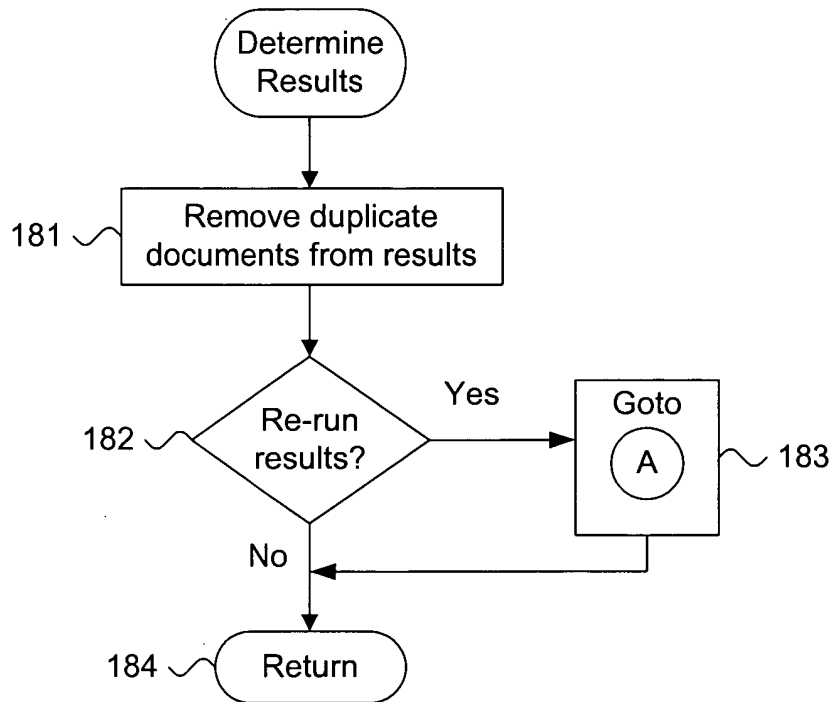 Determine
Results
181
Remove duplicate
documents from results
182
Re-run
results?
Yes
Goto
A
183
No
184
Return